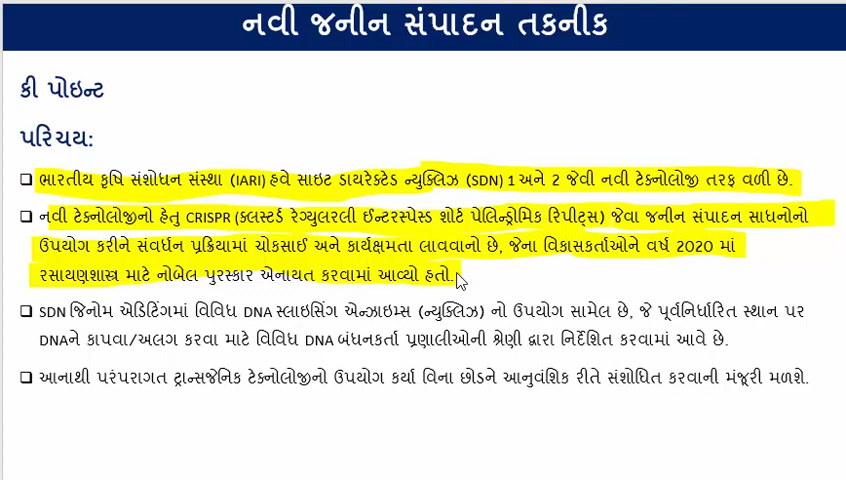 નવી જનીન સંપાદન તકનીક
કી પોઇન્ટ
પરિચય:
ભારતીય કૃષિ સંશોધન સંસ્થા (IARI) હવે સાઇટ ડાયરેક્ટેડ ન્યુક્લિઝ (SDN) 1 અને 2 જેવી નવી ટેક્નોલોજી તરફ વળી છે.
નવી ટેક્નોલોજીનો હેતુ CRISPR (ક્લસ્ટર્ડ રેગ્યુલરલી ઈન્ટરસ્પેસ્ડ શોર્ટ પેલિન્ડ્રોમિક રિપીટ્સ) જેવા જનીન સંપાદન સાધનોનો
ઉપયોગ કરીને સંવર્ધન પ્રક્રિયામાં ચોકસાઈ અને કાર્યક્ષમતા લાવવાનો છે, જેના વિકાસકર્તાઓને વર્ષ 2020 માં
રસાયણશાસ્ત્ર માટે નોબેલ પુરસ્કાર એનાયત કરવામાં આવ્યો હતો.
SDN જિનોમ એડિટિંગમાં વિવિધ DNA સ્લાઇસિંગ એન્ઝાઇમ્સ (ન્યુક્લિઝ) નો ઉપયોગ સામેલ છે, જે પૂર્વનિર્ધારિત સ્થાન પર
DNAને કાપવા/અલગ કરવા માટે વિવિધ DNA બંધનકર્તા પ્રણાલીઓની શ્રેણી દ્વારા નિર્દેશિત કરવામાં આવે છે.
આનાથી પરંપરાગત ટ્રાન્સજેનિક ટેક્નોલોજીનો ઉપયોગ કર્યા વિના છોડને આનુવંશિક રીતે સંશોધિત કરવાની મંજૂરી મળશે.